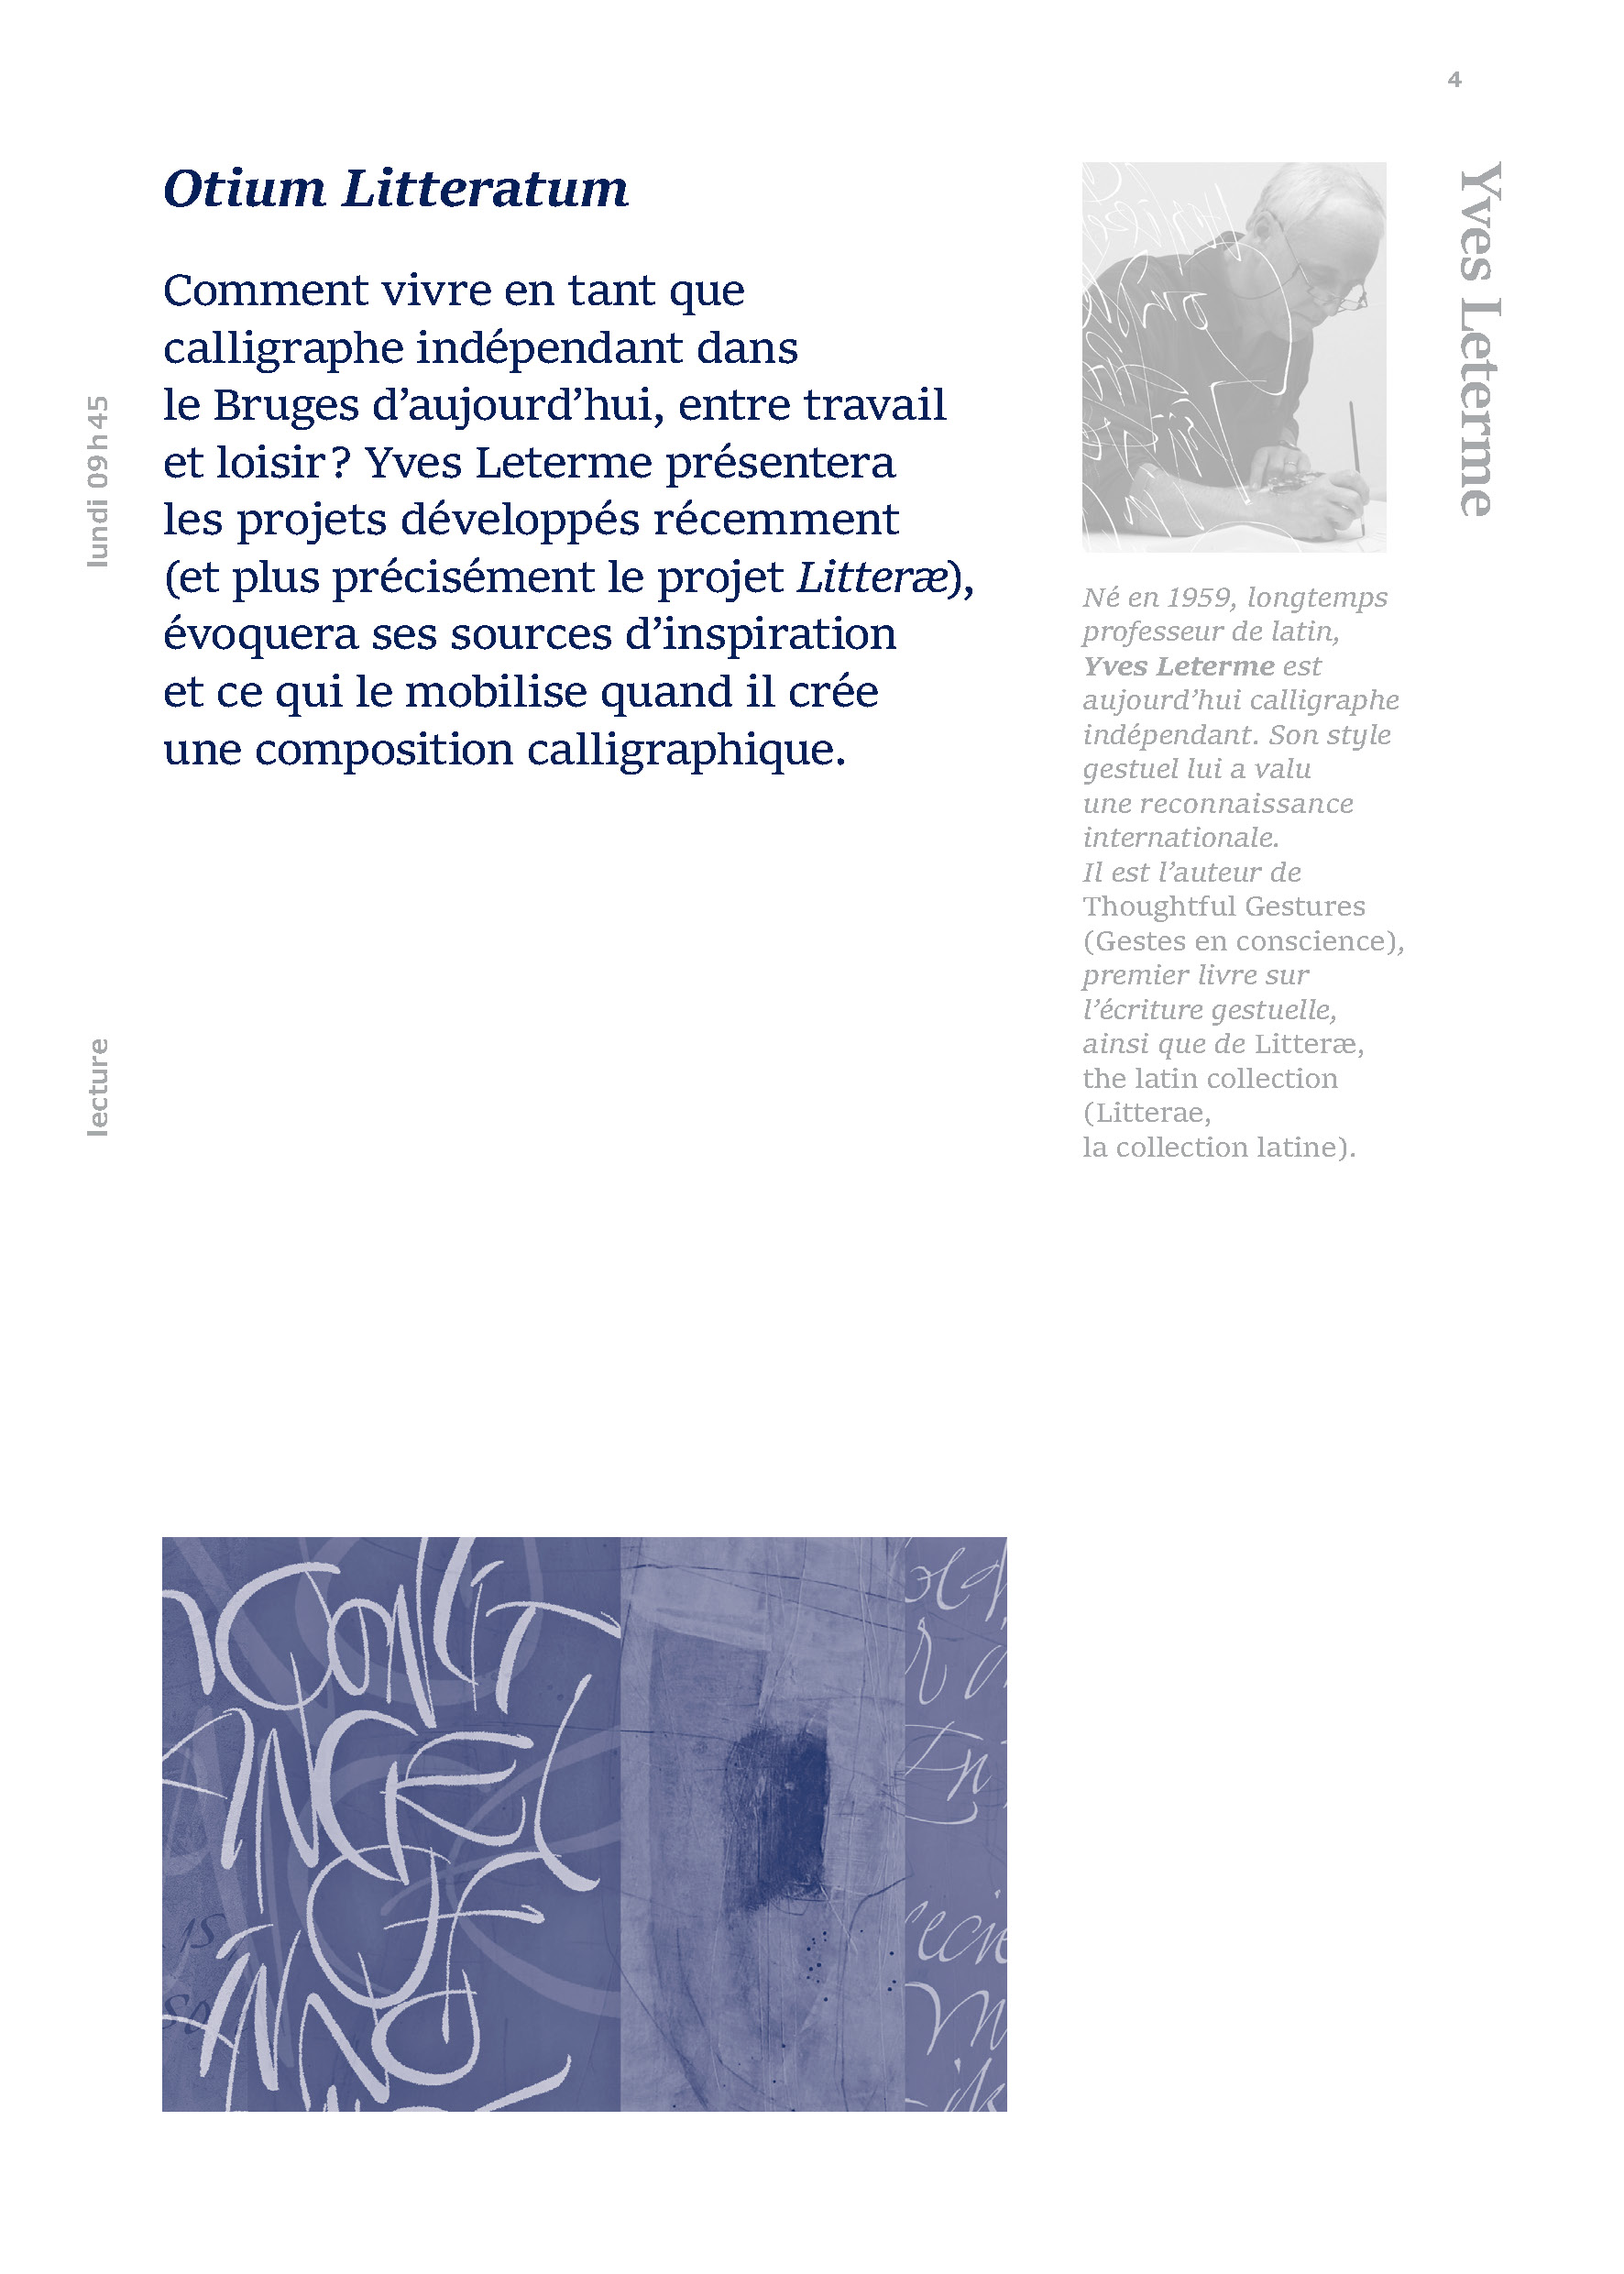 4
Otium Litteratum
Comment vivre en tant que
calligraphe indépendant dans
le Bruges d’aujourd’hui, entre travail
et loisir ? Yves Leterme présentera
les projets développés récemment
(et plus précisément le projet Litteræ),
évoquera ses sources d’inspiration
et ce qui le mobilise quand il crée
une composition calligraphique.
lundi 09 h 45
lecture
Yves Leterme
Né en 1959, longtemps
professeur de latin,
Yves Leterme est
aujourd’hui calligraphe
indépendant. Son style
gestuel lui a valu
une reconnaissance
internationale.
Il est l’auteur de
Thoughtful Gestures
(Gestes en conscience),
premier livre sur
l’écriture gestuelle,
ainsi que de Litteræ,
the latin collection
(Litterae,
la collection latine).